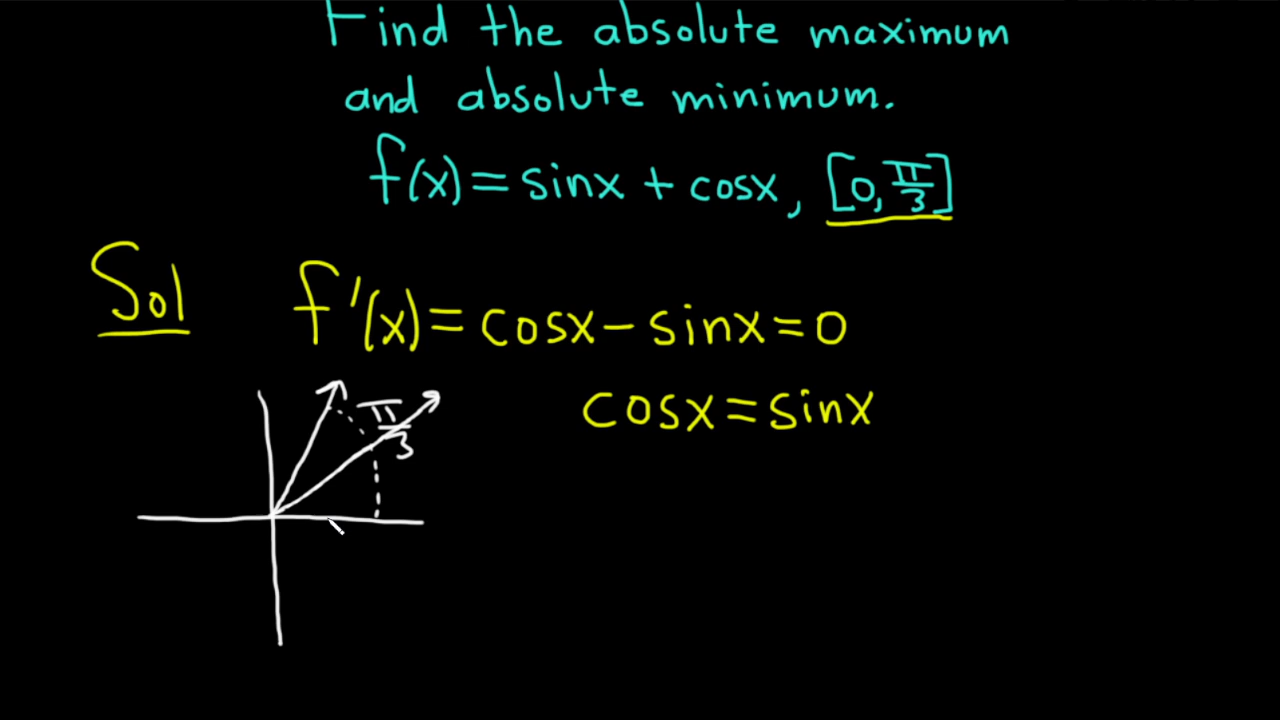 Find the absolute maximum
and absolute minimum.
f(x) = sinx + cosx, [0, π/3]
Sol f'(x) = cosx - sinx = 0
cosx = sinx
π/3